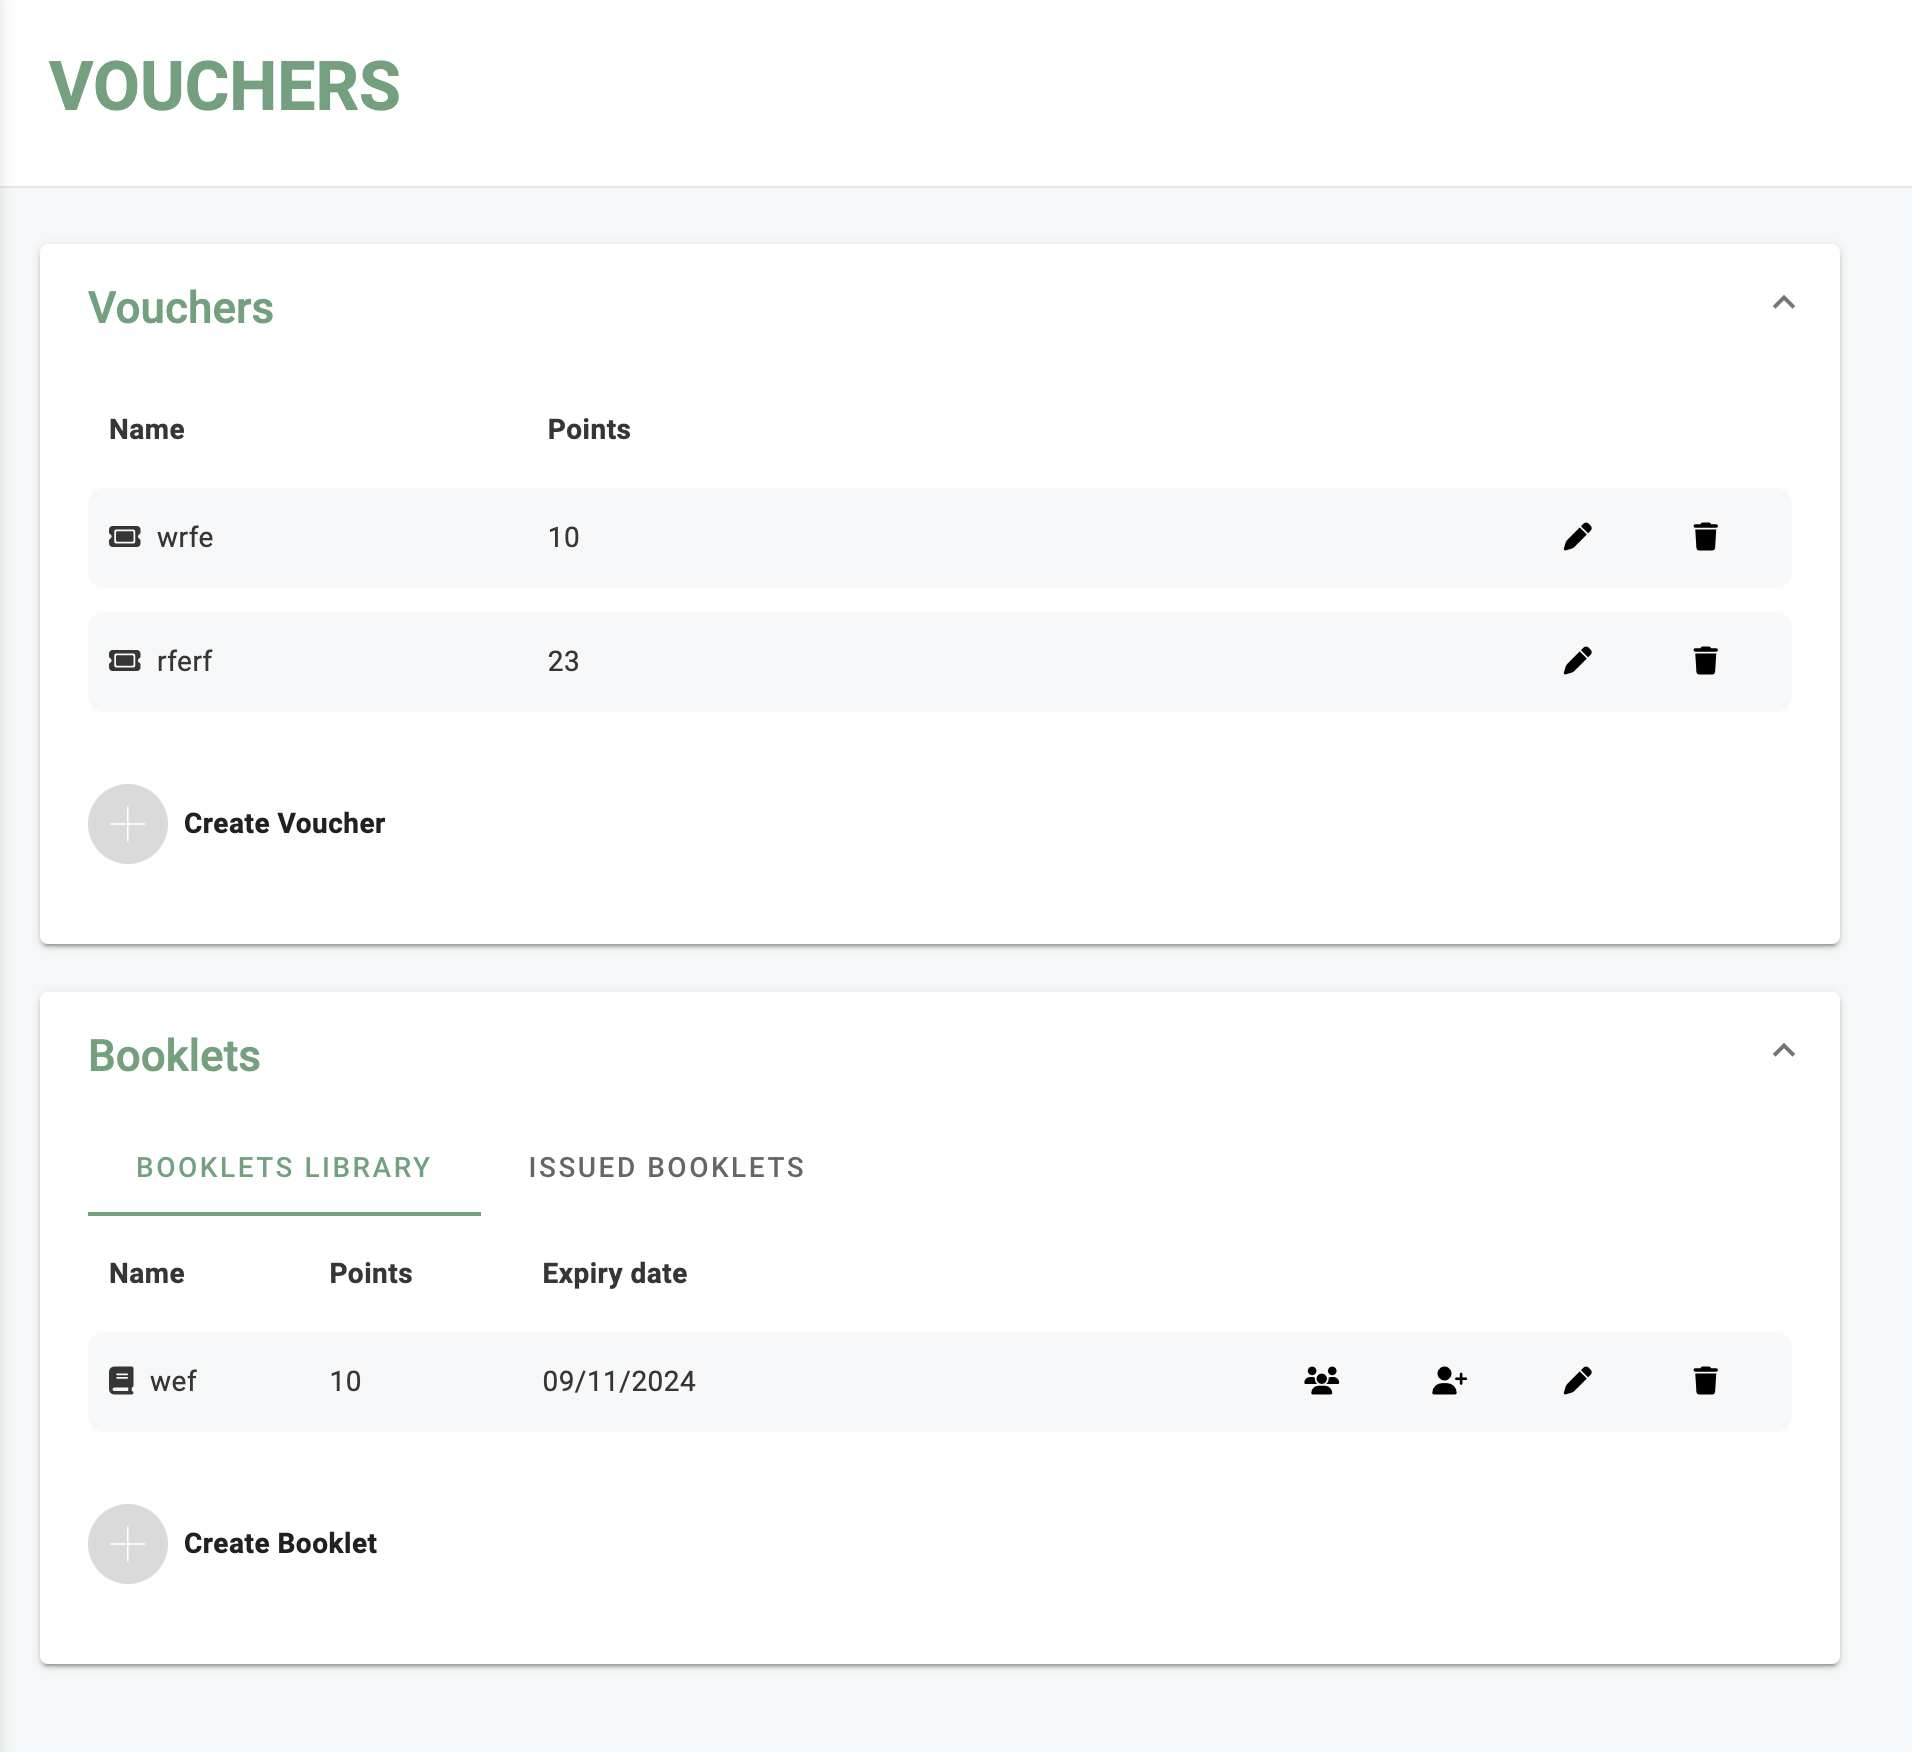 VOUCHERS
Vouchers
Name Points
wrfe 10
rferf 23
Create Voucher
Booklets
BOOKLETS LIBRARY ISSUED BOOKLETS
Name Points Expiry date
wef 10 09/11/2024
Create Booklet